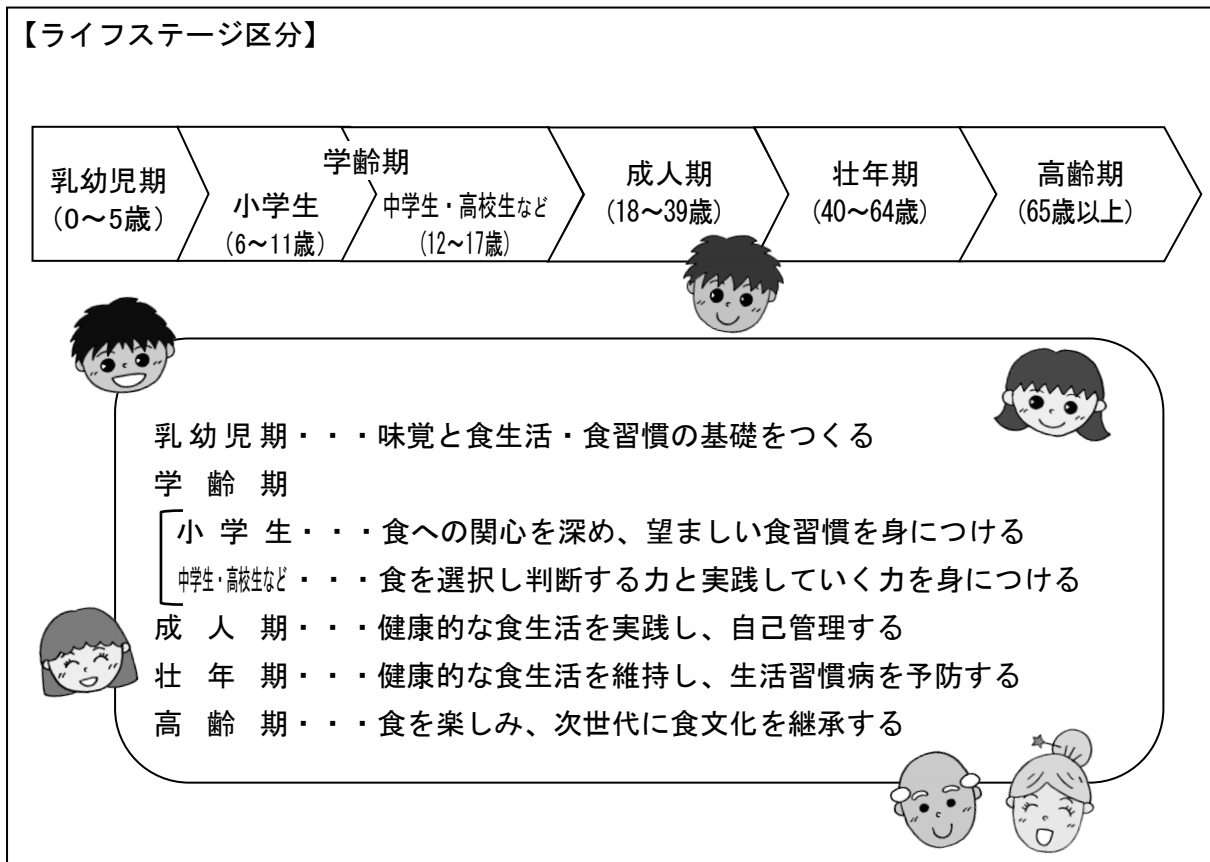 【ライフステージ区分】
乳幼児期
(0～5歳)
学齢期
小学生
(6～11歳)
中学生・高校生など
(12～17歳)
成人期
(18～39歳)
壮年期
(40～64歳)
高齢期
(65歳以上)
乳幼児期・・・味覚と食生活・食習慣の基礎をつくる
学齢期
小学生・・・食への関心を深め、望ましい食習慣を身につける
中学生・高校生など・・・食を選択し判断する力と実践していく力を身につける
成人期・・・健康的な食生活を実践し、自己管理する
壮年期・・・健康的な食生活を維持し、生活習慣病を予防する
高齢期・・・食を楽しみ、次世代に食文化を継承する